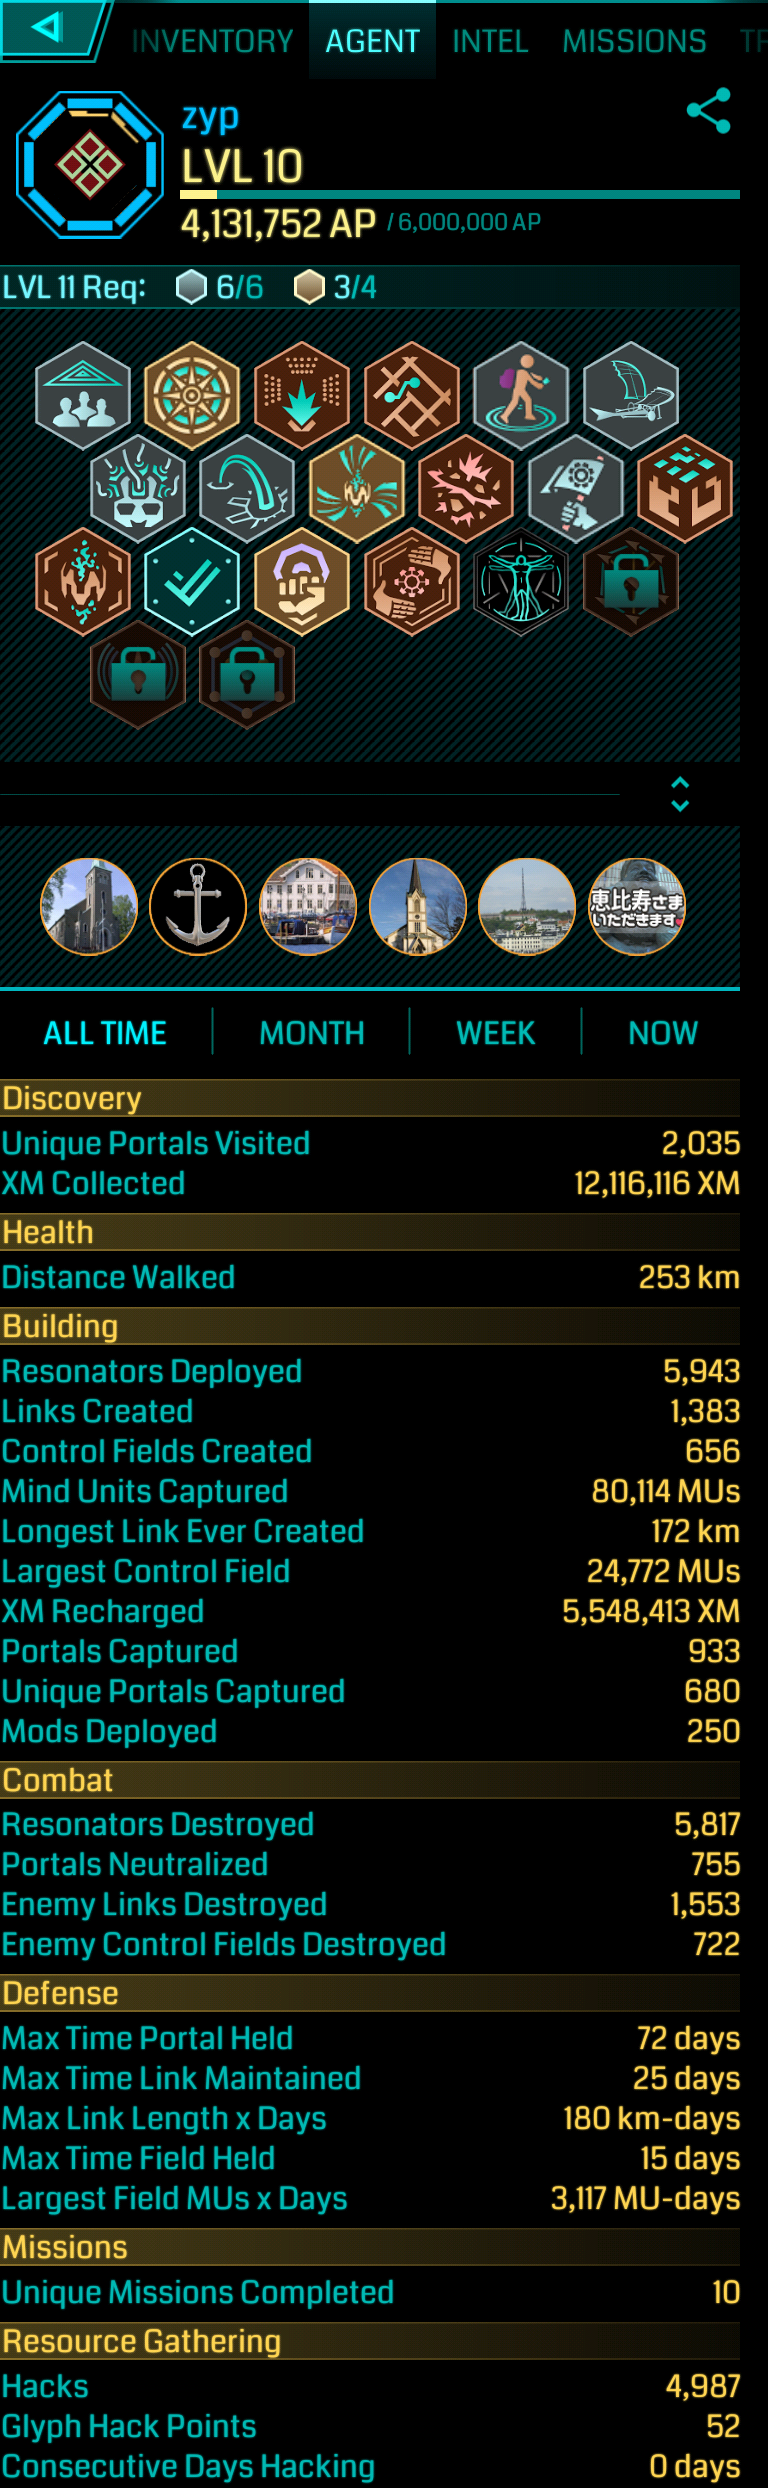 INVENTORY AGENT INTEL MISSIONS
zyp
LVL 10
4,131,752 AP / 6,000,000 AP
LVL 11 Req: 6/6 3/4
恵比寿さま
いただきます
ALL TIME MONTH WEEK NOW
Discovery
Unique Portals Visited 2,035
XM Collected 12,116,116 XM
Health
Distance Walked 253 km
Building
Resonators Deployed 5,943
Links Created 1,383
Control Fields Created 656
Mind Units Captured 80,114 MUs
Longest Link Ever Created 172 km
Largest Control Field 24,772 MUs
XM Recharged 5,548,413 XM
Portals Captured 933
Unique Portals Captured 680
Mods Deployed 250
Combat
Resonators Destroyed 5,817
Portals Neutralized 755
Enemy Links Destroyed 1,553
Enemy Control Fields Destroyed 722
Defense
Max Time Portal Held 72 days
Max Time Link Maintained 25 days
Max Link Length x Days 180 km-days
Max Time Field Held 15 days
Largest Field MUs x Days 3,117 MU-days
Missions
Unique Missions Completed 10
Resource Gathering
Hacks 4,987
Glyph Hack Points 52
Consecutive Days Hacking 0 days